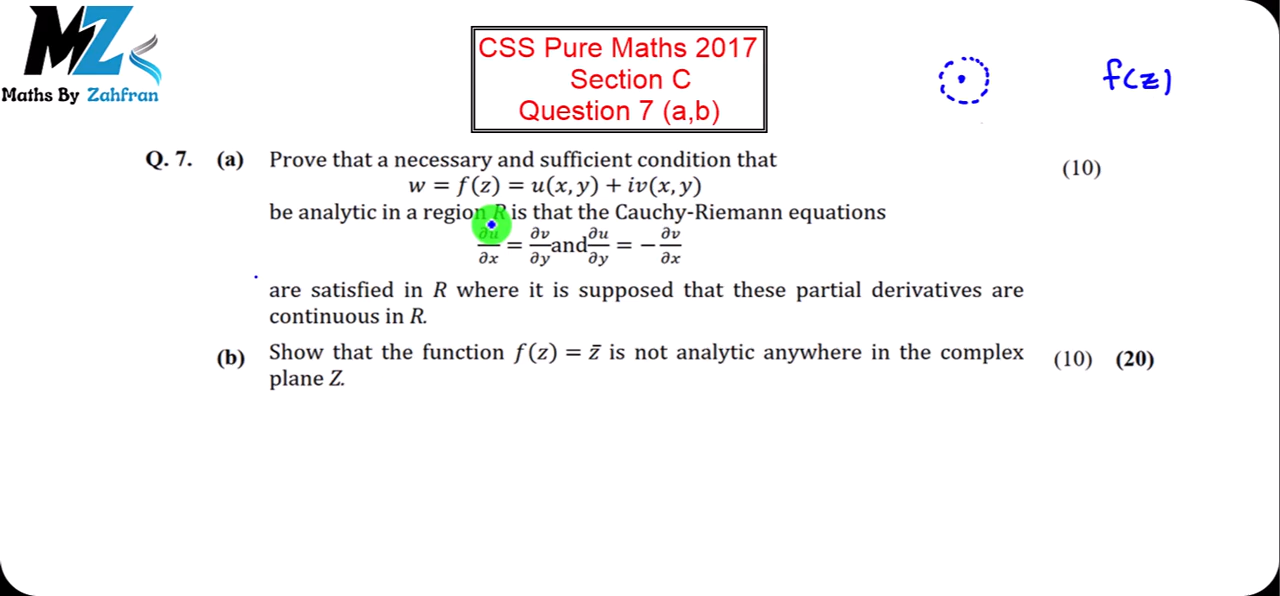 MZ
Maths By Zahfran
CSS Pure Maths 2017
Section C
Question 7 (a,b)
f(z)
Q. 7. (a) Prove that a necessary and sufficient condition that (10)
w = f(z) = u(x, y) + iv(x, y)
be analytic in a region R is that the Cauchy-Riemann equations
∂u/∂x = ∂v/∂y and ∂u/∂y = − ∂v/∂x
are satisfied in R where it is supposed that these partial derivatives are
continuous in R.
(b) Show that the function f(z) = z̄ is not analytic anywhere in the complex (10) (20)
plane Z.